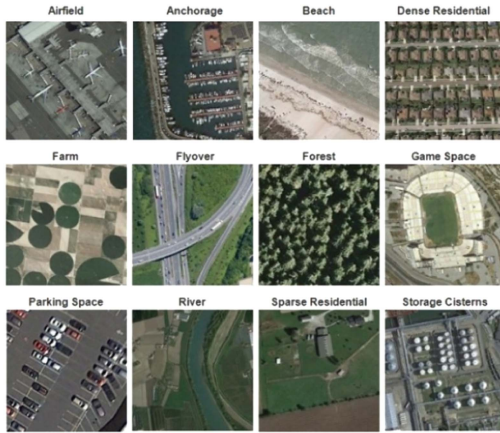 Airfield
Anchorage
Beach
Dense Residential
Farm
Flyover
Forest
Game Space
Parking Space
River
Sparse Residential
Storage Cisterns